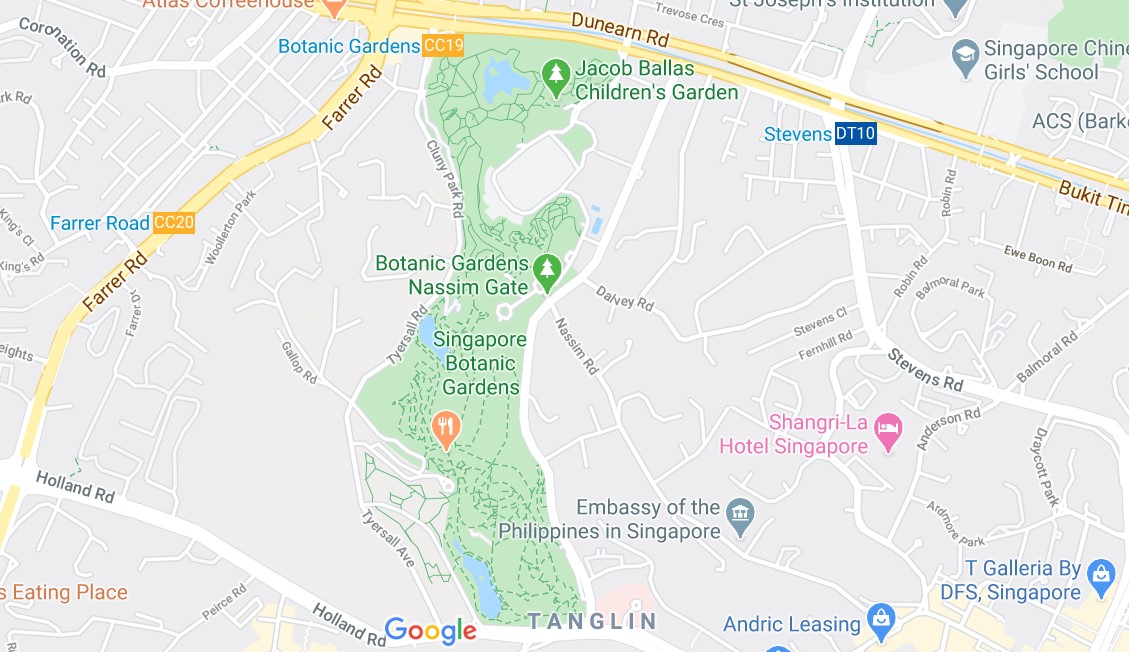 Atlas Coffeehouse
Trevose Cres
St Joseph's Institution
Dunearn Rd
Coronation Rd
Botanic Gardens CC19
Singapore Chine
Girls' School
Jacob Ballas
Children's Garden
Farrer Rd
rk Rd
ACS (Bark
Stevens DT10
Cluny Park Rd
Bukit Tim
Robin Rd
King's Cl
Farrer Road CC20
Woollerton Park
King's Rd
Ewe Boon Rd
Botanic Gardens
Nassim Gate
Farrer Rd
Robin Rd
Balmoral Park
Dalvey Rd
Farrer Dr
Tyersall Rd
Stevens Cl
Singapore
Botanic
Gardens
Nassim Rd
Fernhill Rd
eights
Gallop Rd
Stevens Rd
Balmoral Rd
Shangri-La
Hotel Singapore
Anderson Rd
Draycott Park
Holland Rd
Embassy of the
Philippines in Singapore
Ardmore Park
Tyersall Ave
T Galleria By
DFS, Singapore
s Eating Place
Peirce Rd
Holland Rd
Google
TANGLIN
Andric Leasing